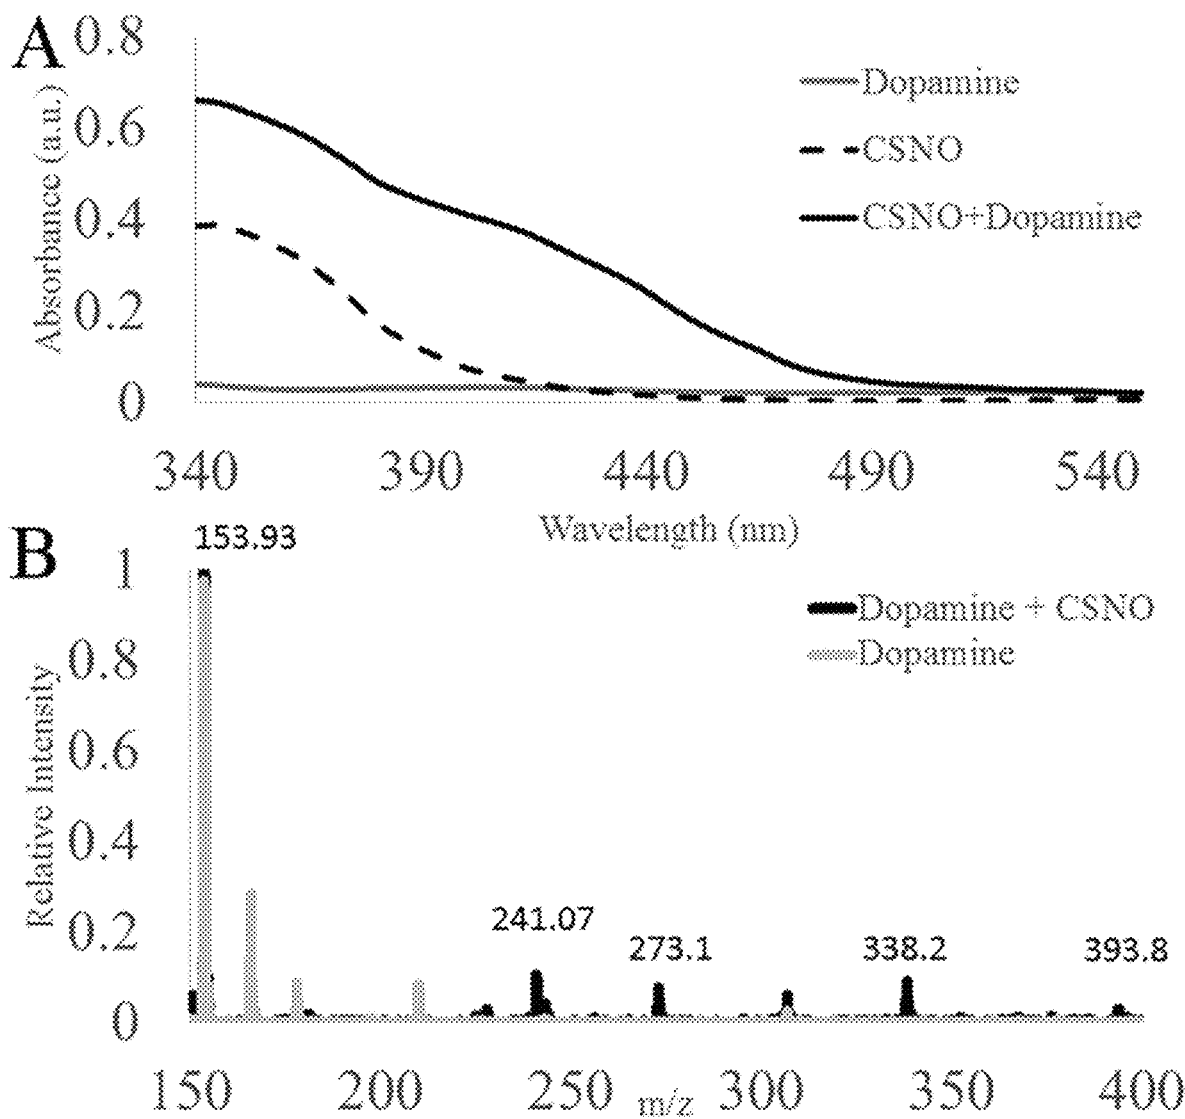 A
0.8
0.6
0.4
0.2
0
Absorbance (a.u.)
Dopamine
CSNO
CSNO+Dopamine
340 390 440 490 540
Wavelength (nm)
B
1
0.8
0.6
0.4
0.2
0
Relative Intensity
153.93
Dopamine + CSNO
Dopamine
241.07
273.1
338.2
393.8
150 200 250 300 350 400
m/z